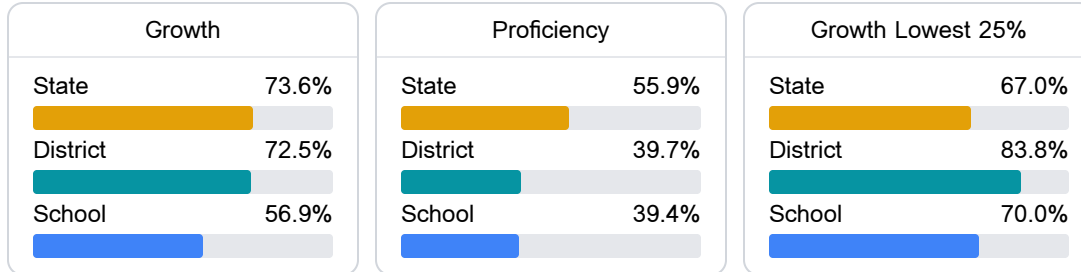 Growth
State 73.6%
District 72.5%
School 56.9%
Proficiency
State 55.9%
District 39.7%
School 39.4%
Growth Lowest 25%
State 67.0%
District 83.8%
School 70.0%